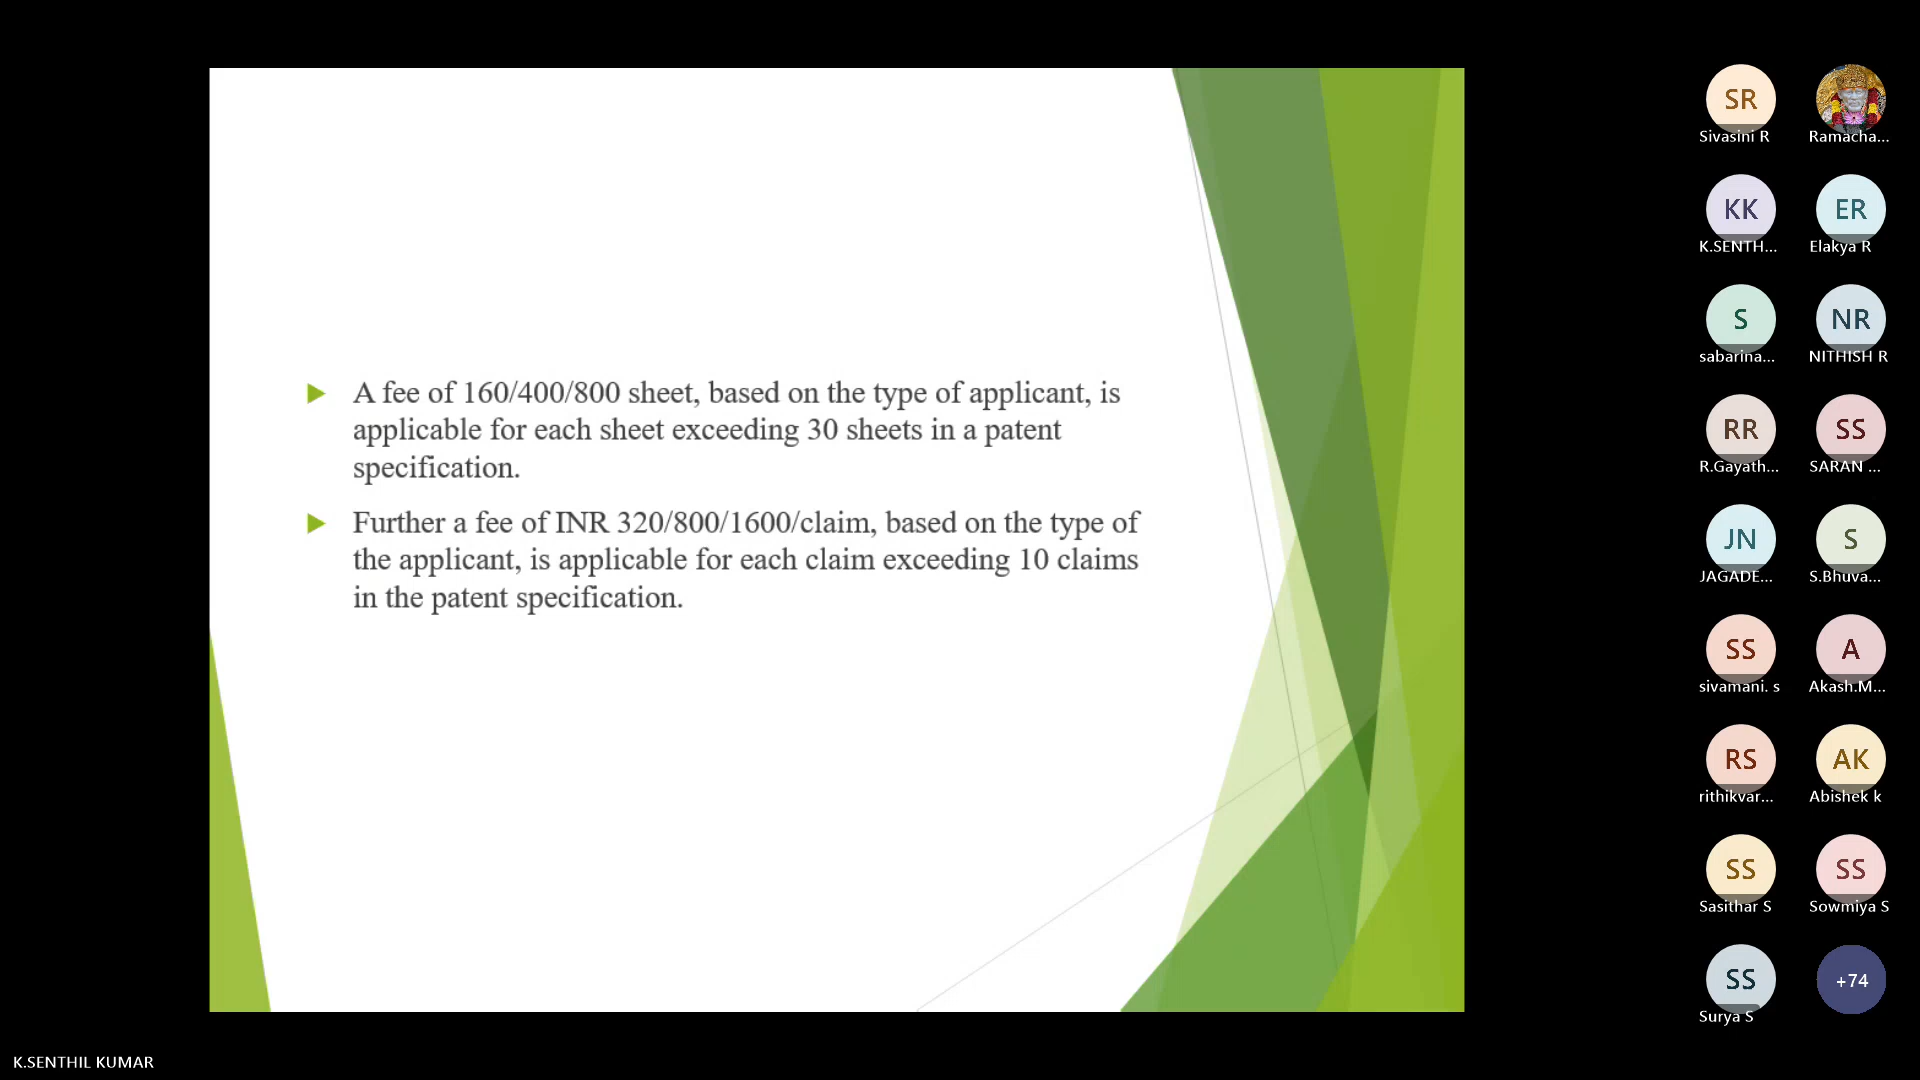 A fee of 160/400/800 sheet, based on the type of applicant, is
applicable for each sheet exceeding 30 sheets in a patent
specification.
Further a fee of INR 320/800/1600/claim, based on the type of
the applicant, is applicable for each claim exceeding 10 claims
in the patent specification.
SR
Sivasini R
Ramacha...
KK
K.SENTH...
ER
Elakya R
S
sabarina...
NR
NITHISH R
RR
R.Gayath...
SS
SARAN ...
JN
JAGADE...
S
S.Bhuva...
SS
sivamani. s
A
Akash.M...
RS
rithikvar...
AK
Abishek k
SS
Sasithar S
SS
Sowmiya S
SS
Surya S
+74
K.SENTHIL KUMAR